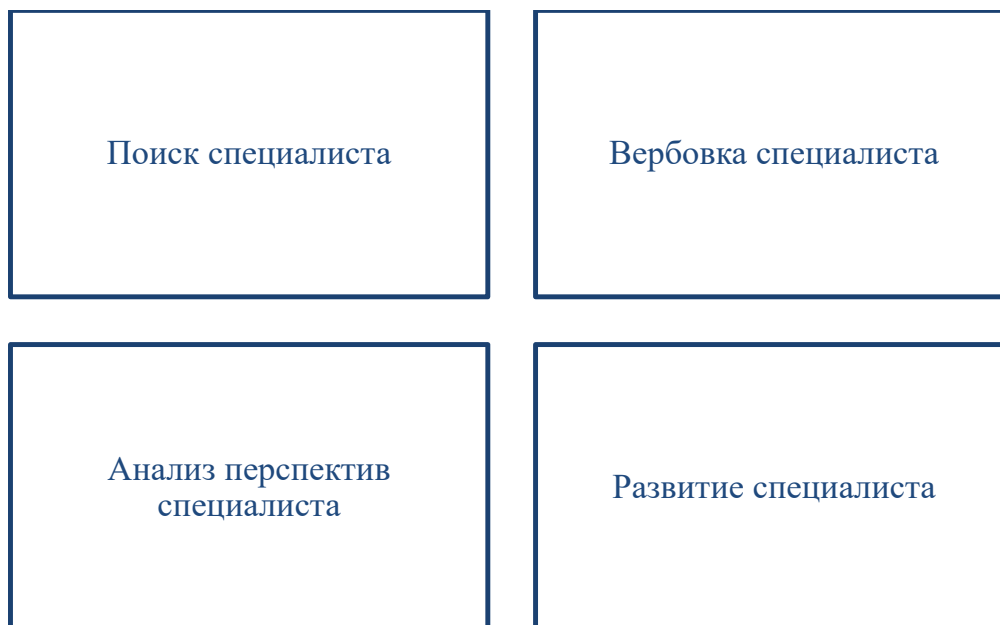 Поиск специалиста
Вербовка специалиста
Анализ перспектив
специалиста
Развитие специалиста